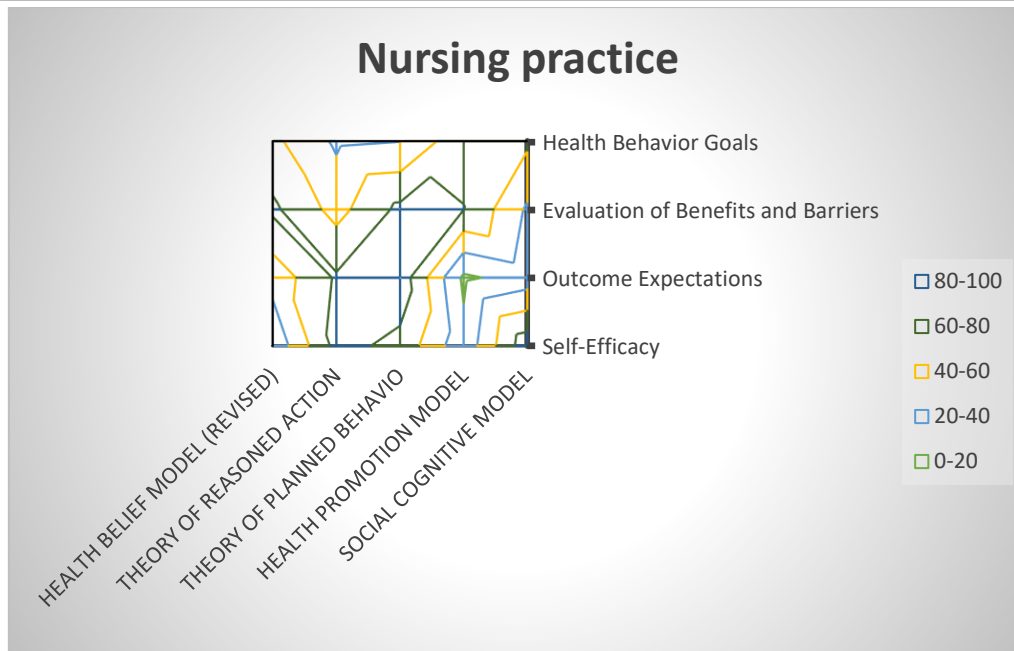 Nursing practice
Health Behavior Goals
Evaluation of Benefits and Barriers
Outcome Expectations
Self-Efficacy
HEALTH BELIEF MODEL (REVISED)
THEORY OF REASONED ACTION
THEORY OF PLANNED BEHAVIO
HEALTH PROMOTION MODEL
SOCIAL COGNITIVE MODEL
80-100
60-80
40-60
20-40
0-20